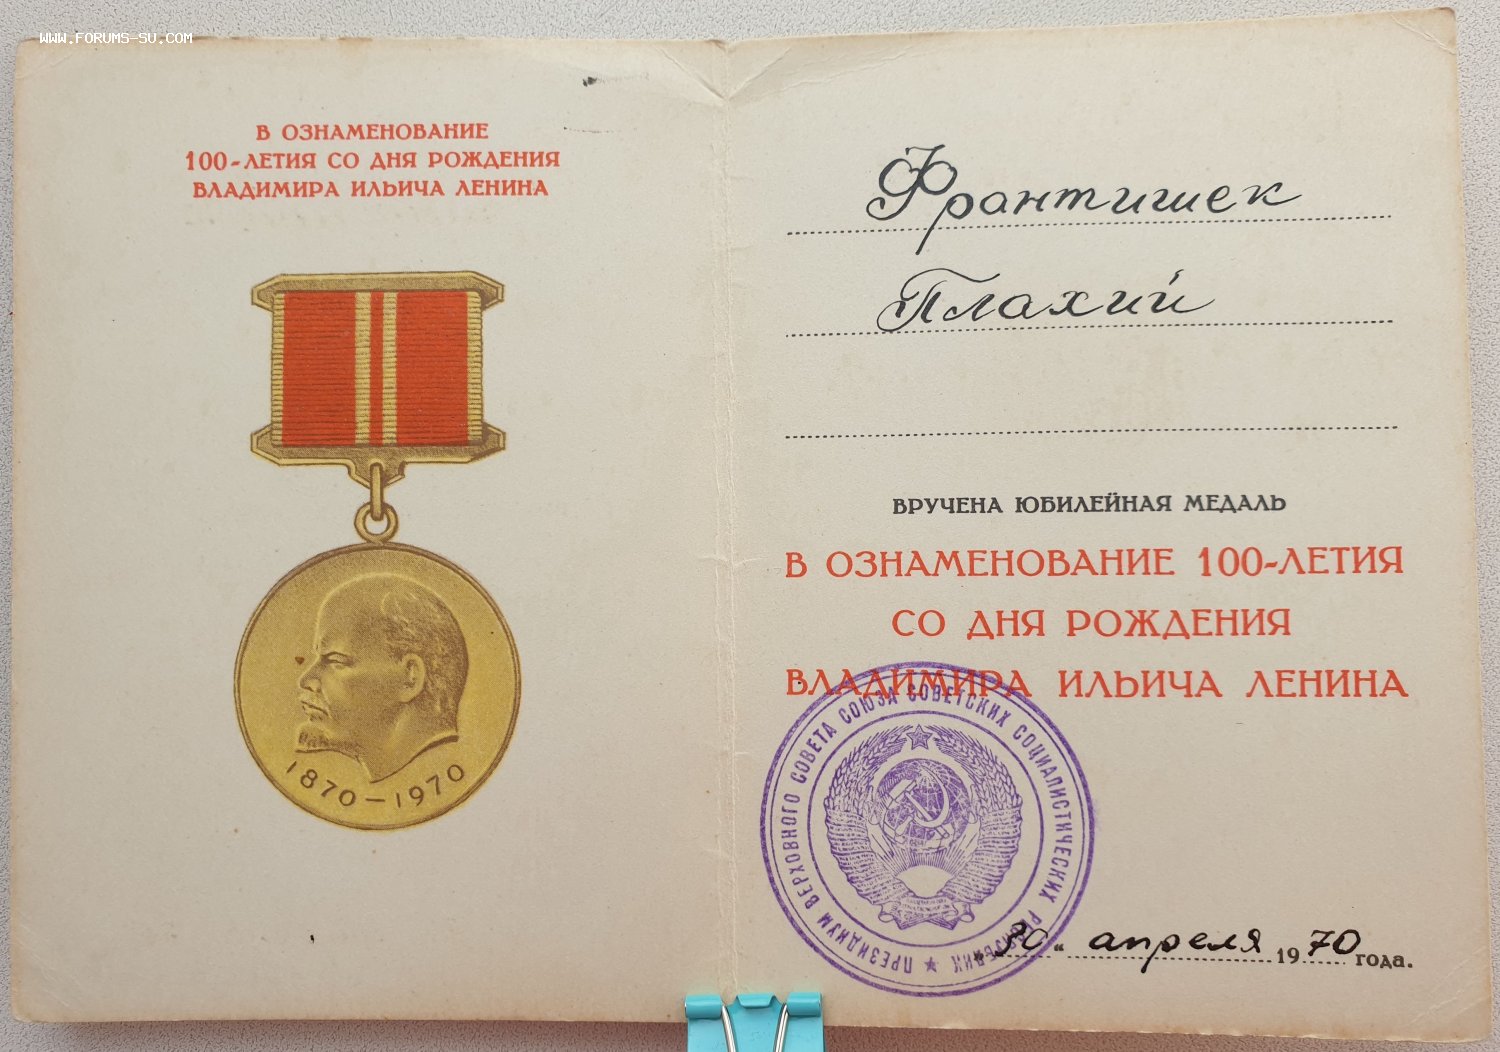 WWW.FORUMS-SU.COM
В ОЗНАМЕНОВАНИЕ
100-ЛЕТИЯ СО ДНЯ РОЖДЕНИЯ
ВЛАДИМИРА ИЛЬИЧА ЛЕНИНА
1870-1970
Франтишек
Плахий
ВРУЧЕНА ЮБИЛЕЙНАЯ МЕДАЛЬ
В ОЗНАМЕНОВАНИЕ 100-ЛЕТИЯ
СО ДНЯ РОЖДЕНИЯ
ВЛАДИМИРА ИЛЬИЧА ЛЕНИНА
ПРЕЗИДИУМ ВЕРХОВНОГО СОВЕТА СОЮЗА СОВЕТСКИХ СОЦИАЛИСТИЧЕСКИХ РЕСПУБЛИК
30 " апреля 1970 года.